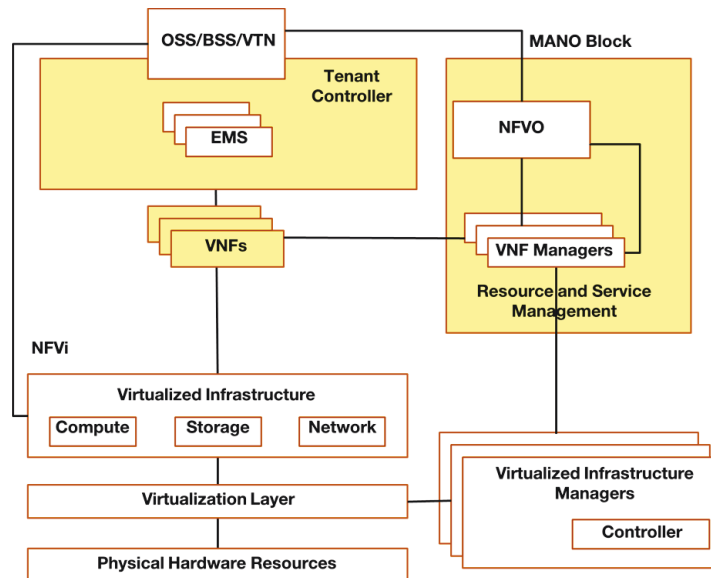 OSS/BSS/VTN
MANO Block
Tenant
Controller
EMS
NFVO
VNFs
VNF Managers
Resource and Service
Management
NFVi
Virtualized Infrastructure
Compute
Storage
Network
Virtualization Layer
Virtualized Infrastructure
Managers
Controller
Physical Hardware Resources